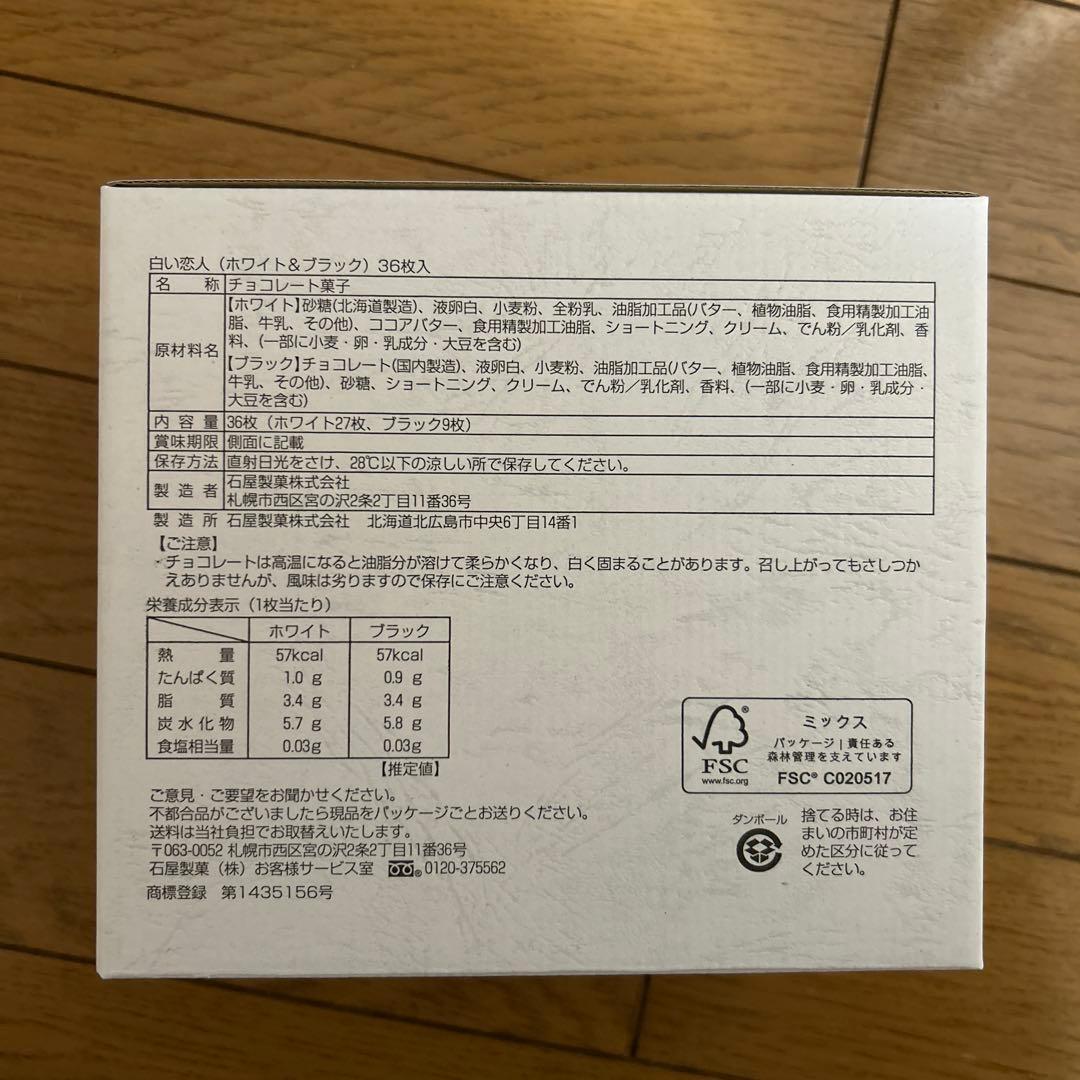 白い恋人（ホワイト＆ブラック）36枚入
名称 チョコレート菓子
原材料名 【ホワイト】砂糖(北海道製造)、液卵白、小麦粉、全粉乳、油脂加工品(バター、植物油脂、食用精製加工油
脂、牛乳、その他)、ココアバター、食用精製加工油脂、ショートニング、クリーム、でん粉／乳化剤、香
料、(一部に小麦・卵・乳成分・大豆を含む)
【ブラック】チョコレート(国内製造)、液卵白、小麦粉、油脂加工品(バター、植物油脂、食用精製加工油脂、
牛乳、その他)、砂糖、ショートニング、クリーム、でん粉／乳化剤、香料、(一部に小麦・卵・乳成分・
大豆を含む)
内容量 36枚（ホワイト27枚、ブラック9枚）
賞味期限 側面に記載
保存方法 直射日光をさけ、28℃以下の涼しい所で保存してください。
製造者 石屋製菓株式会社
札幌市西区宮の沢2条2丁目11番36号
製造所 石屋製菓株式会社 北海道北広島市中央6丁目14番1
【ご注意】
・チョコレートは高温になると油脂分が溶けて柔らかくなり、白く固まることがあります。召し上がってもさしつか
えありませんが、風味は劣りますので保存にご注意ください。
栄養成分表示（1枚当たり）
ホワイト ブラック
熱量 57kcal 57kcal
たんぱく質 1.0 g 0.9 g
脂質 3.4 g 3.4 g
炭水化物 5.7 g 5.8 g
食塩相当量 0.03g 0.03g
【推定値】
ご意見・ご要望をお聞かせください。
不都合品がございましたら現品をパッケージごとお送りください。
送料は当社負担でお取替えいたします。
〒063-0052 札幌市西区宮の沢2条2丁目11番36号
石屋製菓（株）お客様サービス室 0120-375562
商標登録 第1435156号
FSC®
www.fsc.org
ミックス
パッケージ｜責任ある
森林管理を支えています
FSC® C020517
ダンボール
捨てる時は、お住
まいの市町村が定
めた区分に従って
ください。